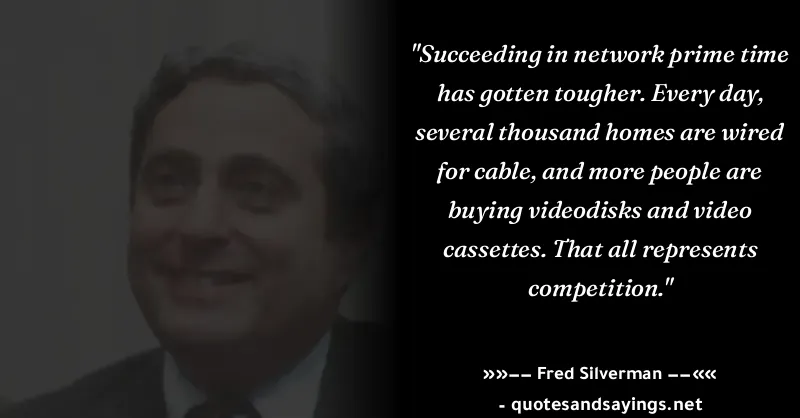 "Succeeding in network prime time
has gotten tougher. Every day,
several thousand homes are wired
for cable, and more people are
buying videodisks and video
cassettes. That all represents
competition."
»»−− Fred Silverman −−««
- quotesandsayings.net